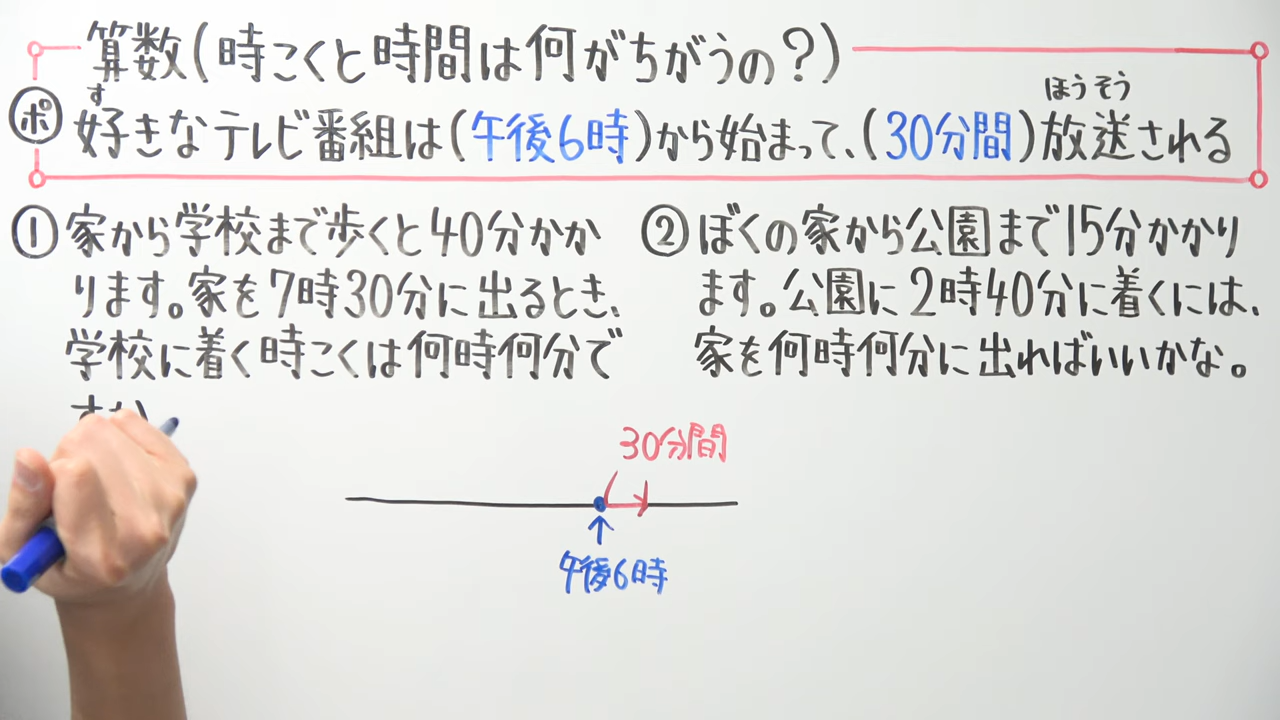 算数(時こくと時間は何がちがうの?)
す ほうそう
ポ 好きなテレビ番組は(午後6時)から始まって、(30分間)放送される
①家から学校まで歩くと40分かか
ります。家を7時30分に出るとき、
学校に着く時こくは何時何分で
②ぼくの家から公園まで15分かかり
ます。公園に2時40分に着くには、
家を何時何分に出ればいいかな。
30分間
午後6時